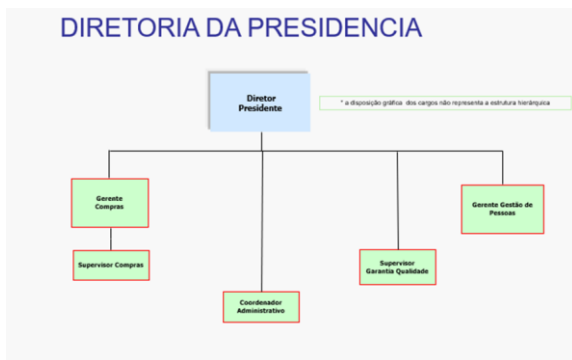 DIRETORIA DA PRESIDENCIA
Diretor
Presidente
* a disposição gráfica dos cargos não representa a estrutura hierárquica
Gerente
Compras
Gerente Gestão de
Pessoas
Supervisor Compras
Supervisor
Garantia Qualidade
Coordenador
Administrativo